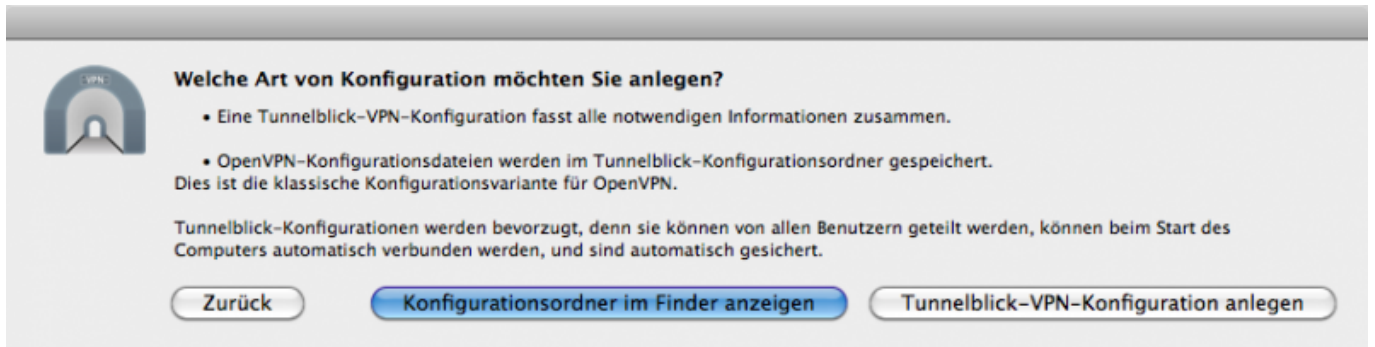 VPN
Welche Art von Konfiguration möchten Sie anlegen?
• Eine Tunnelblick-VPN-Konfiguration fasst alle notwendigen Informationen zusammen.
• OpenVPN-Konfigurationsdateien werden im Tunnelblick-Konfigurationsordner gespeichert.
Dies ist die klassische Konfigurationsvariante für OpenVPN.
Tunnelblick-Konfigurationen werden bevorzugt, denn sie können von allen Benutzern geteilt werden, können beim Start des
Computers automatisch verbunden werden, und sind automatisch gesichert.
Zurück
Konfigurationsordner im Finder anzeigen
Tunnelblick-VPN-Konfiguration anlegen